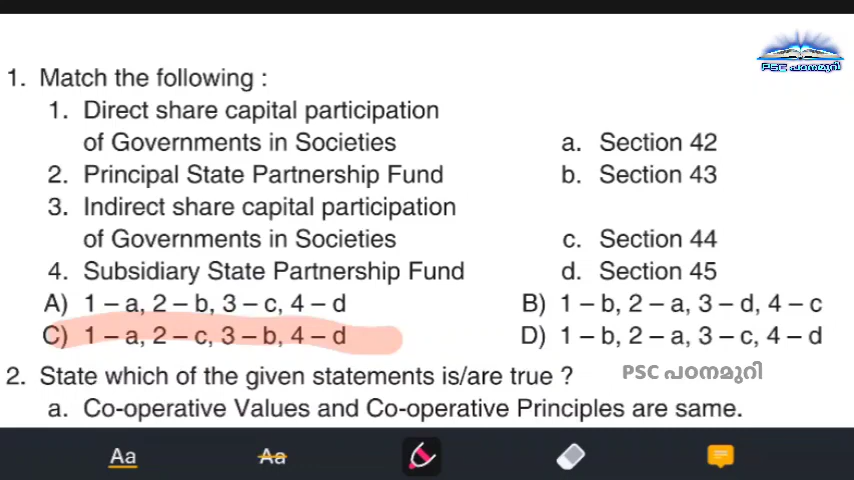 PSC പഠനമുറി
1. Match the following :
1. Direct share capital participation
of Governments in Societies a. Section 42
2. Principal State Partnership Fund b. Section 43
3. Indirect share capital participation
of Governments in Societies c. Section 44
4. Subsidiary State Partnership Fund d. Section 45
A) 1 – a, 2 – b, 3 – c, 4 – d B) 1 – b, 2 – a, 3 – d, 4 – c
C) 1 – a, 2 – c, 3 – b, 4 – d D) 1 – b, 2 – a, 3 – c, 4 – d
2. State which of the given statements is/are true ? PSC പഠനമുറി
a. Co-operative Values and Co-operative Principles are same.
Aa Aa